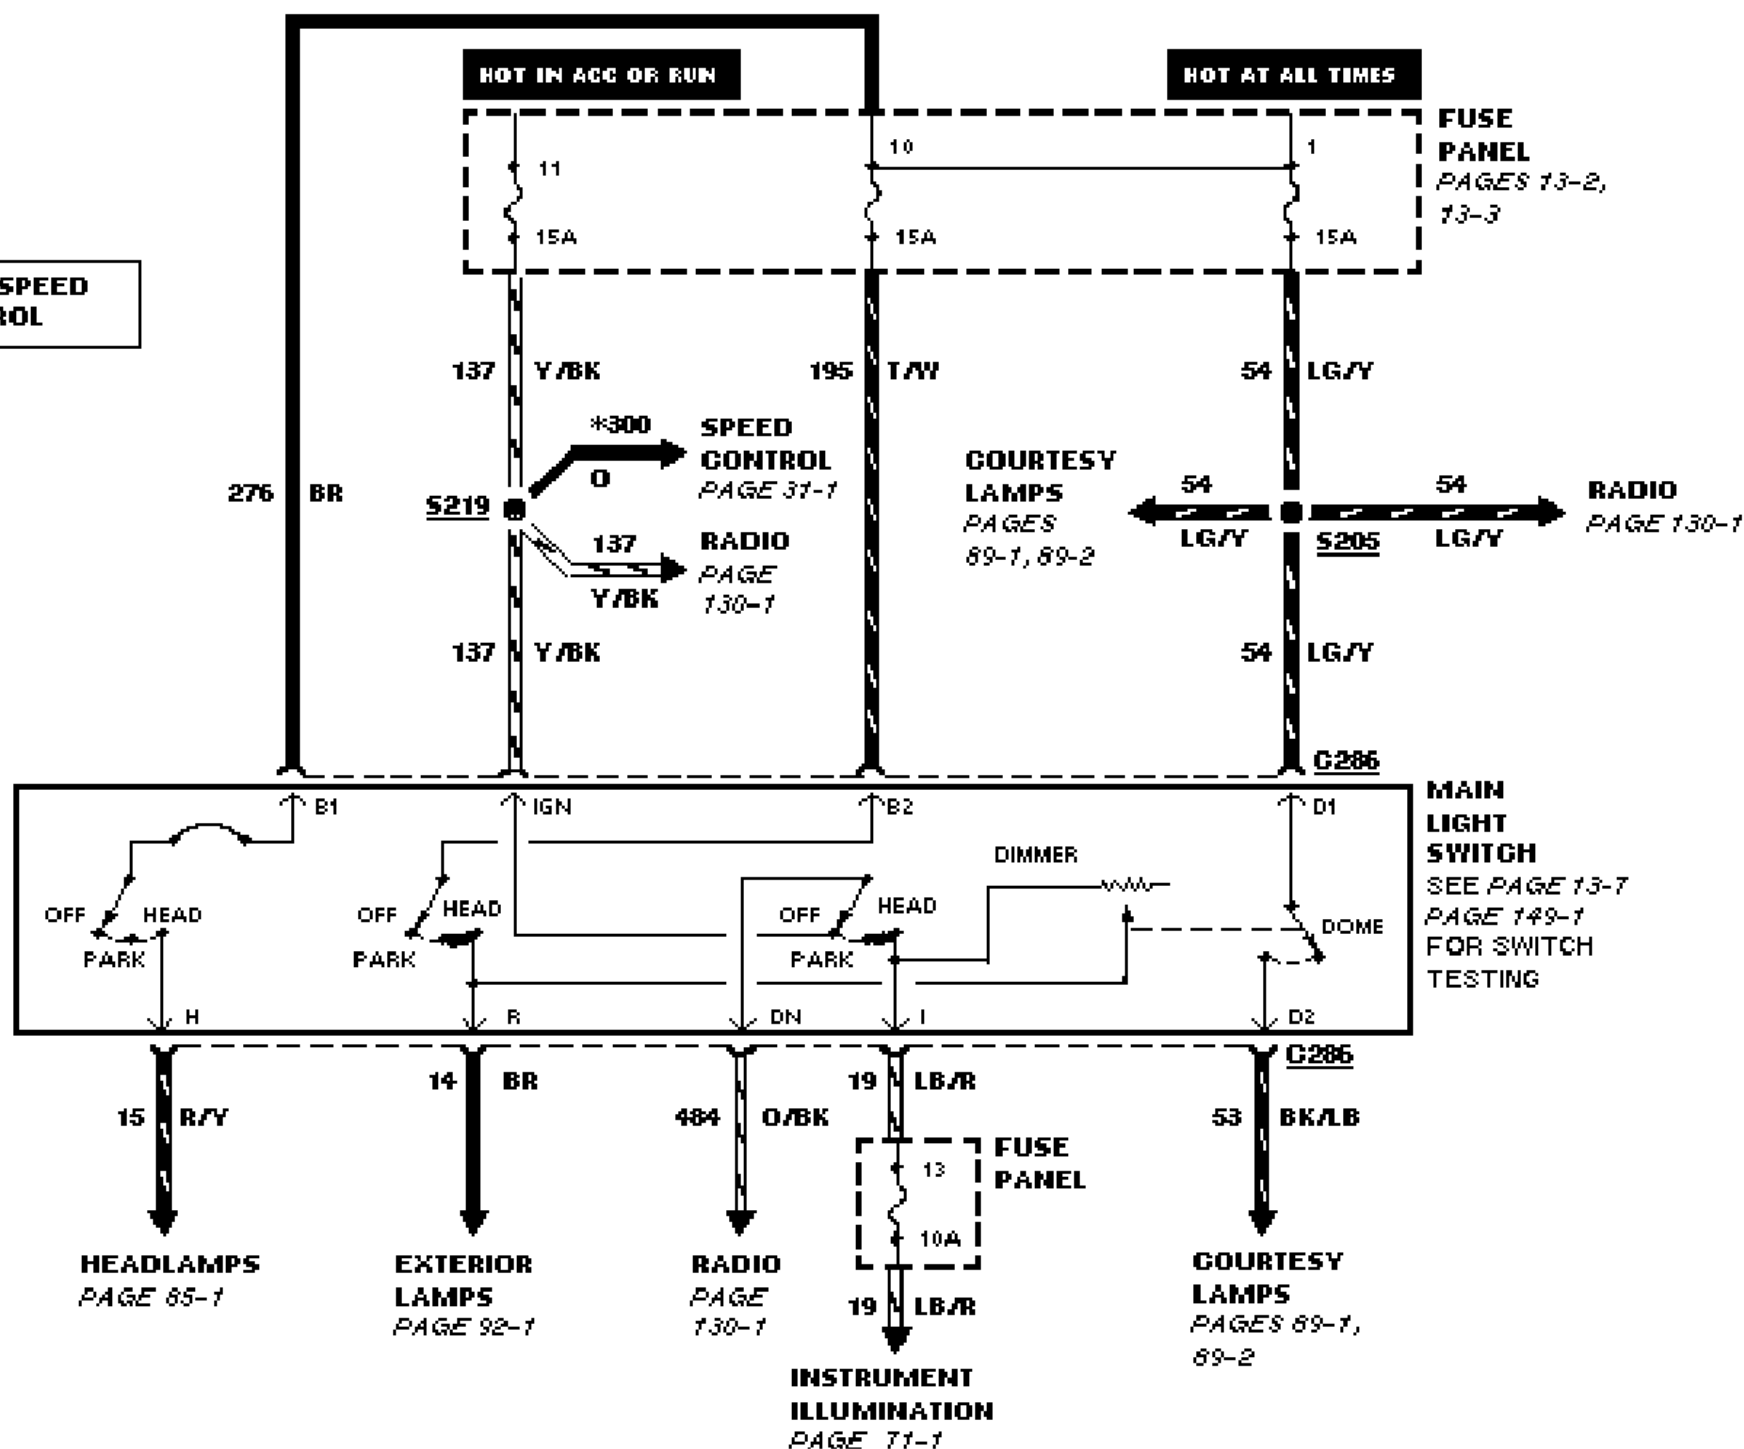 HOT IN ACC OR RUN
HOT AT ALL TIMES
FUSE
PANEL
PAGES 13-2,
13-3
11
10
1
15A
15A
15A
SPEED
ROL
137 Y/BK
195 T/W
54 LG/Y
*300
O
SPEED
CONTROL
PAGE 31-1
276 BR
S219
137
Y/BK
RADIO
PAGE
130-1
COURTESY
LAMPS
PAGES
89-1, 89-2
54
LG/Y
S205
54
LG/Y
RADIO
PAGE 130-1
137 Y/BK
54 LG/Y
C286
B1
IGN
B2
D1
MAIN
LIGHT
SWITCH
SEE PAGE 13-7
PAGE 149-1
FOR SWITCH
TESTING
DIMMER
OFF HEAD
PARK
OFF HEAD
PARK
OFF HEAD
PARK
DOME
H
R
DN
I
D2
C286
15 R/Y
14 BR
484 O/BK
19 LB/R
53 BK/LB
FUSE
PANEL
13
10A
19 LB/R
HEADLAMPS
PAGE 85-1
EXTERIOR
LAMPS
PAGE 92-1
RADIO
PAGE
130-1
INSTRUMENT
ILLUMINATION
PAGE 71-1
COURTESY
LAMPS
PAGES 89-1,
89-2